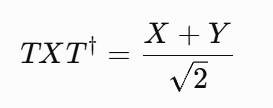 TXT† = X + Y / √2